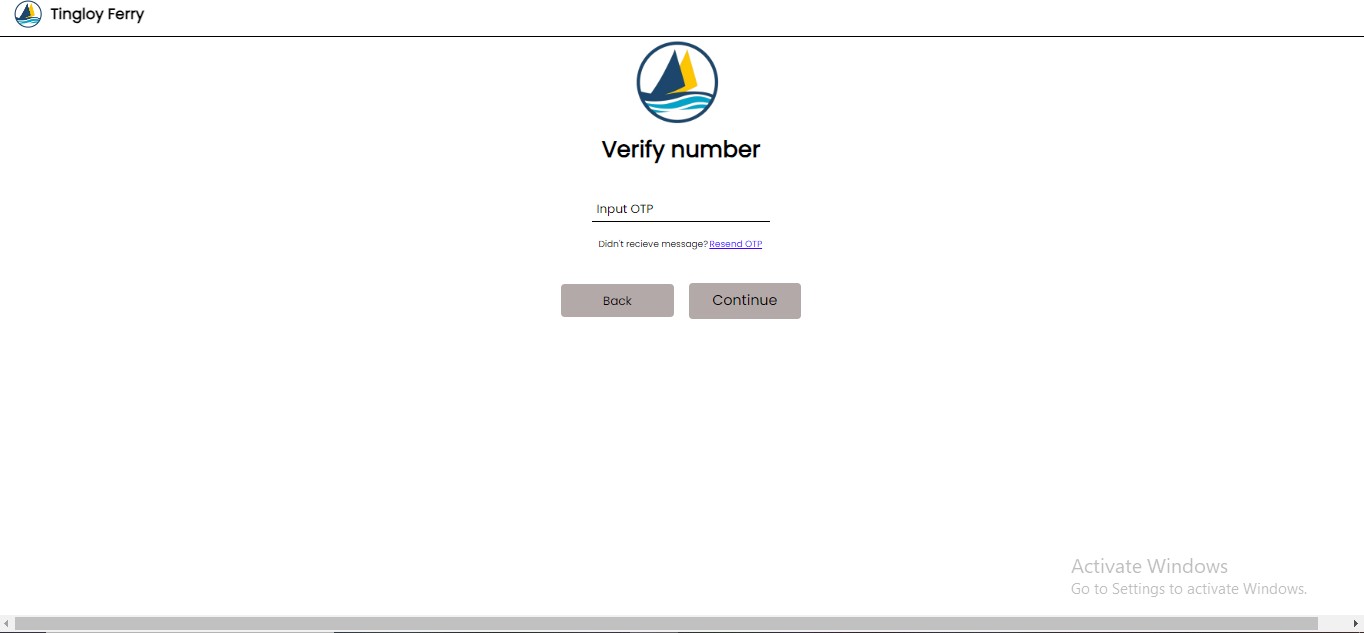 Tingloy Ferry
Verify number
Input OTP
Didn't recieve message? Resend OTP
Back
Continue
Activate Windows
Go to Settings to activate Windows.